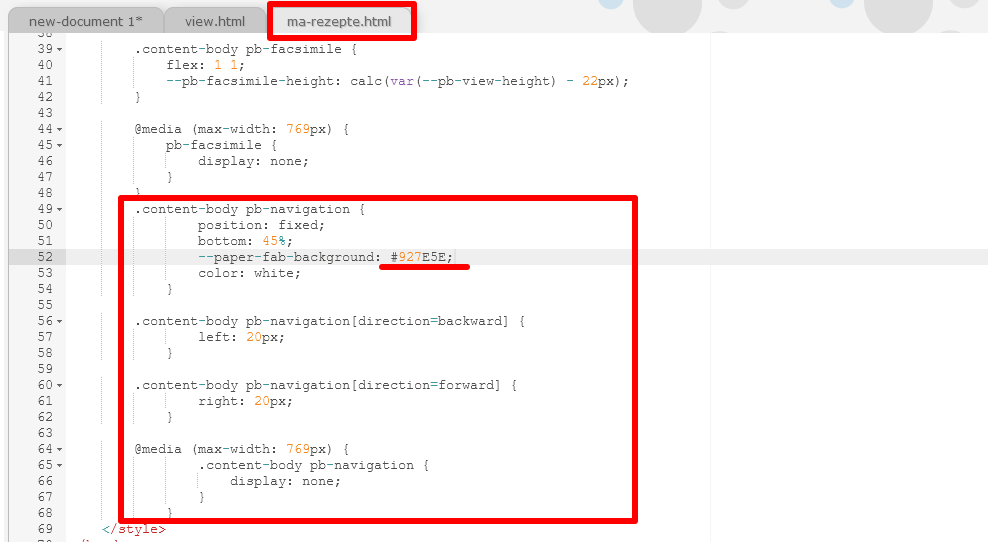 new-document 1*
view.html
ma-rezepte.html
38
39 .content-body pb-facsimile {
40 flex: 1 1;
41 --pb-facsimile-height: calc(var(--pb-view-height) - 22px);
42 }
43
44 @media (max-width: 769px) {
45 pb-facsimile {
46 display: none;
47 }
48 }
49 .content-body pb-navigation {
50 position: fixed;
51 bottom: 45%;
52 --paper-fab-background: #927E5E;
53 color: white;
54 }
55
56 .content-body pb-navigation[direction=backward] {
57 left: 20px;
58 }
59
60 .content-body pb-navigation[direction=forward] {
61 right: 20px;
62 }
63
64 @media (max-width: 769px) {
65 .content-body pb-navigation {
66 display: none;
67 }
68 }
69 </style>